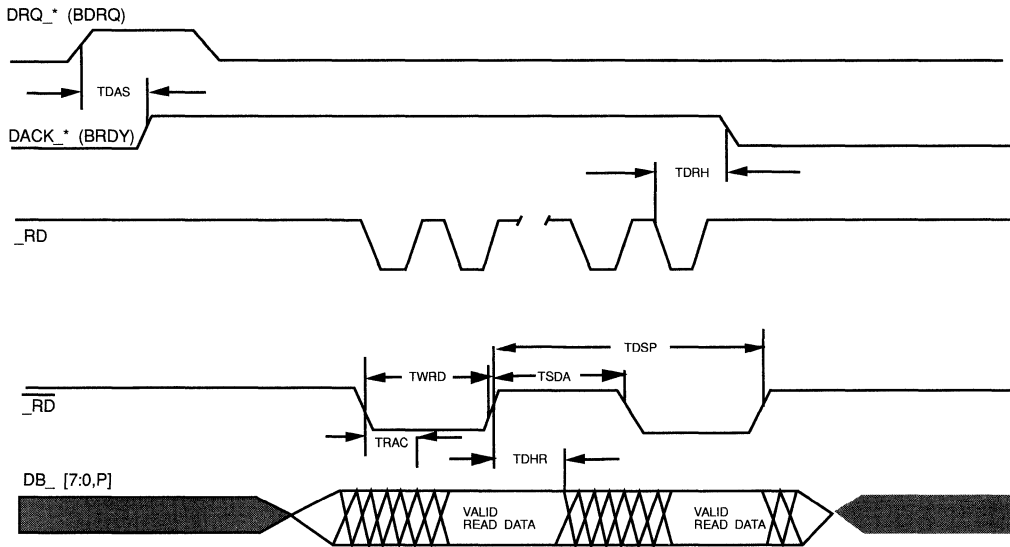 DRQ_* (BDRQ)
TDAS
DACK_* (BRDY)
TDRH
_RD
TDSP
TWRD
TSDA
_RD
TRAC
TDHR
DB_ [7:0,P]
VALID
READ DATA
VALID
READ DATA